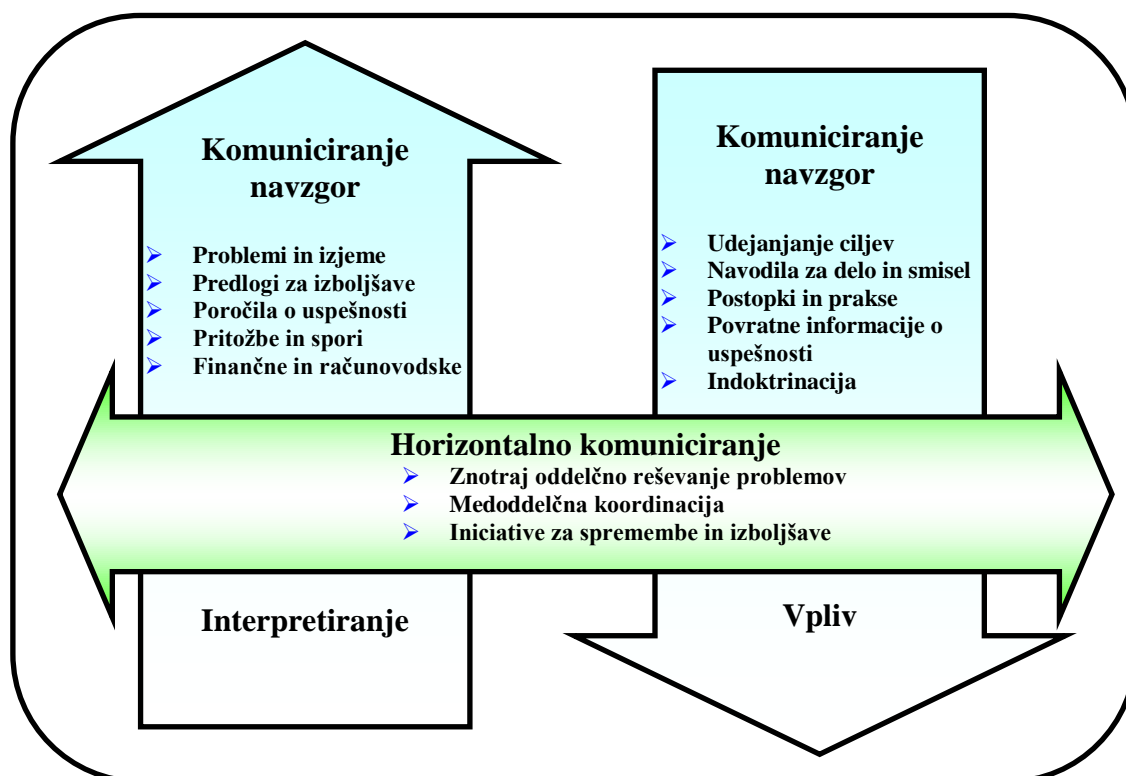 Komuniciranje
navzgor
Problemi in izjeme
Predlogi za izboljšave
Poročila o uspešnosti
Pritožbe in spori
Finančne in računovodske
Komuniciranje
navzgor
Udejanjanje ciljev
Navodila za delo in smisel
Postopki in prakse
Povratne informacije o
uspešnosti
Indoktrinacija
Horizontalno komuniciranje
Znotraj oddelčno reševanje problemov
Medoddelčna koordinacija
Iniciative za spremembe in izboljšave
Interpretiranje
Vpliv